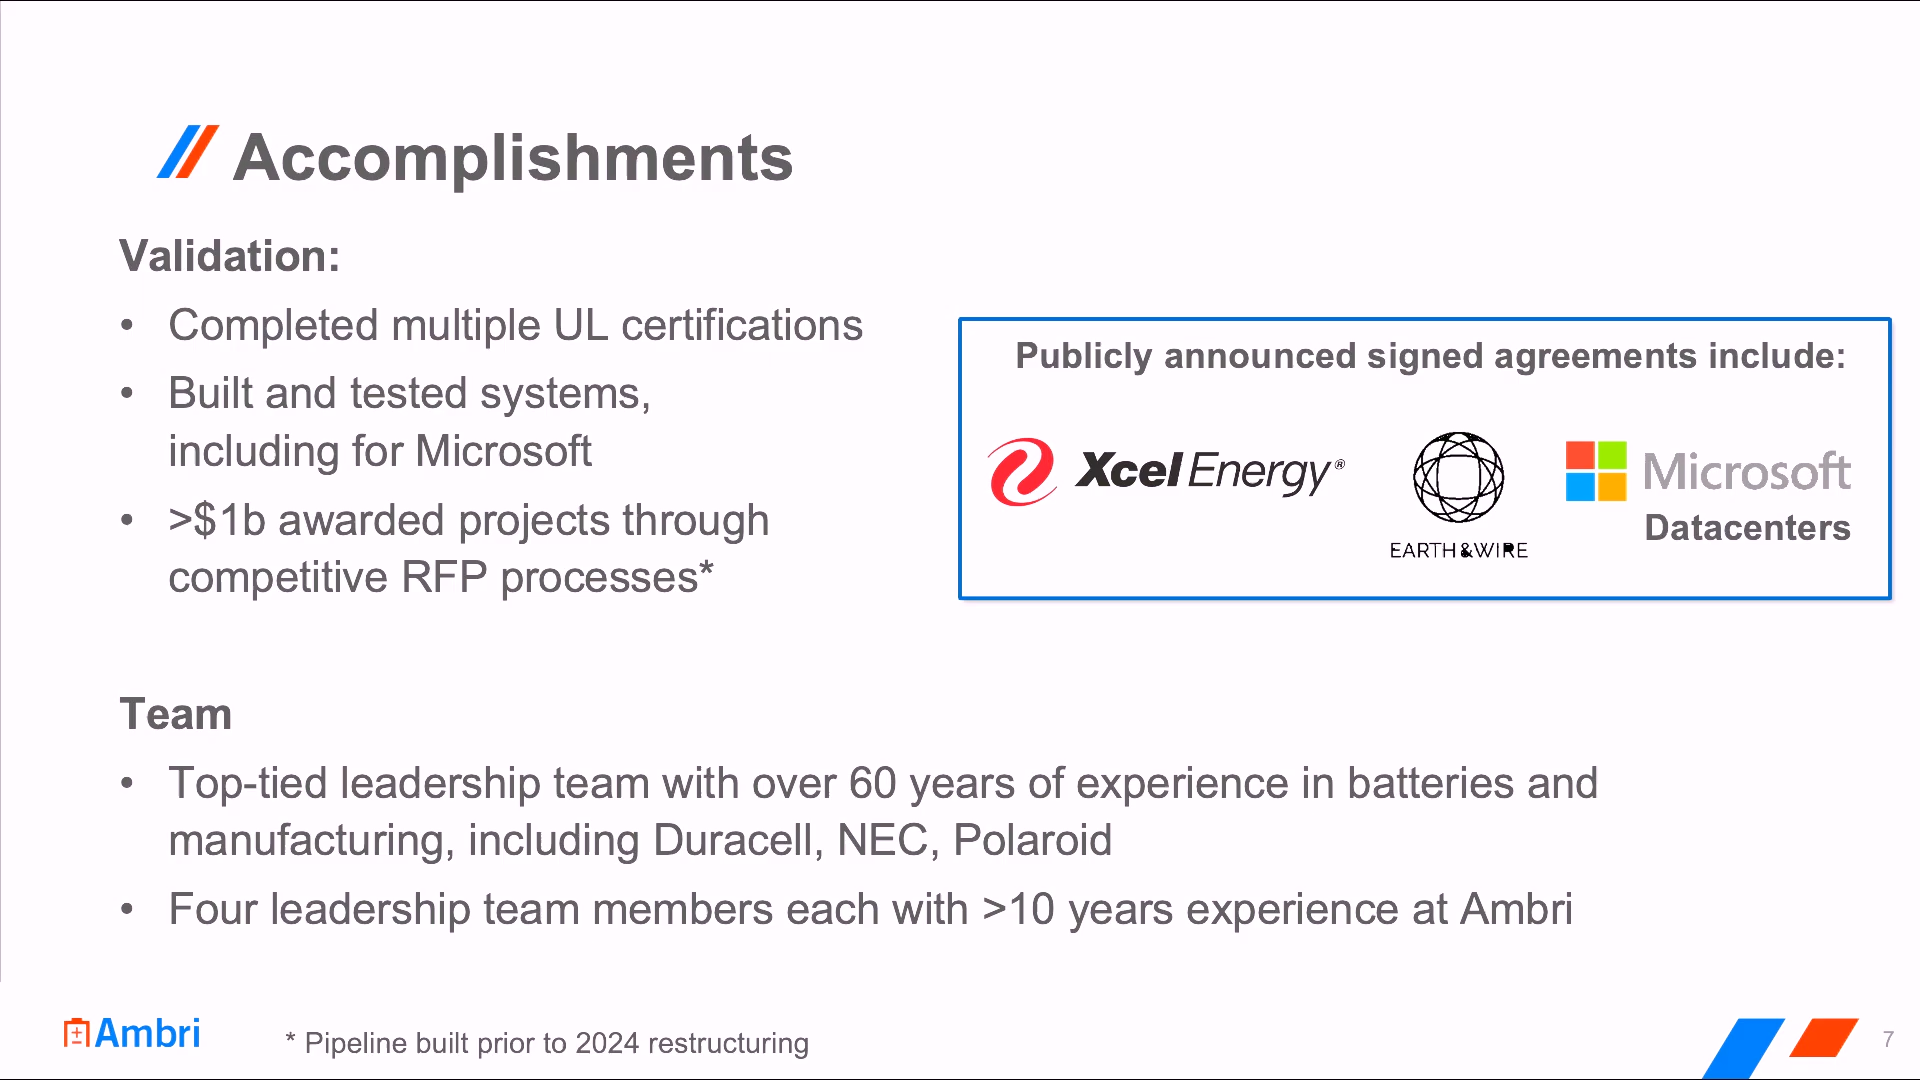 Accomplishments
Validation:
• Completed multiple UL certifications
• Built and tested systems,
including for Microsoft
• >$1b awarded projects through
competitive RFP processes*
Publicly announced signed agreements include:
Xcel Energy®
EARTH&WIRE
Microsoft
Datacenters
Team
• Top-tied leadership team with over 60 years of experience in batteries and
manufacturing, including Duracell, NEC, Polaroid
• Four leadership team members each with >10 years experience at Ambri
Ambri
* Pipeline built prior to 2024 restructuring
7